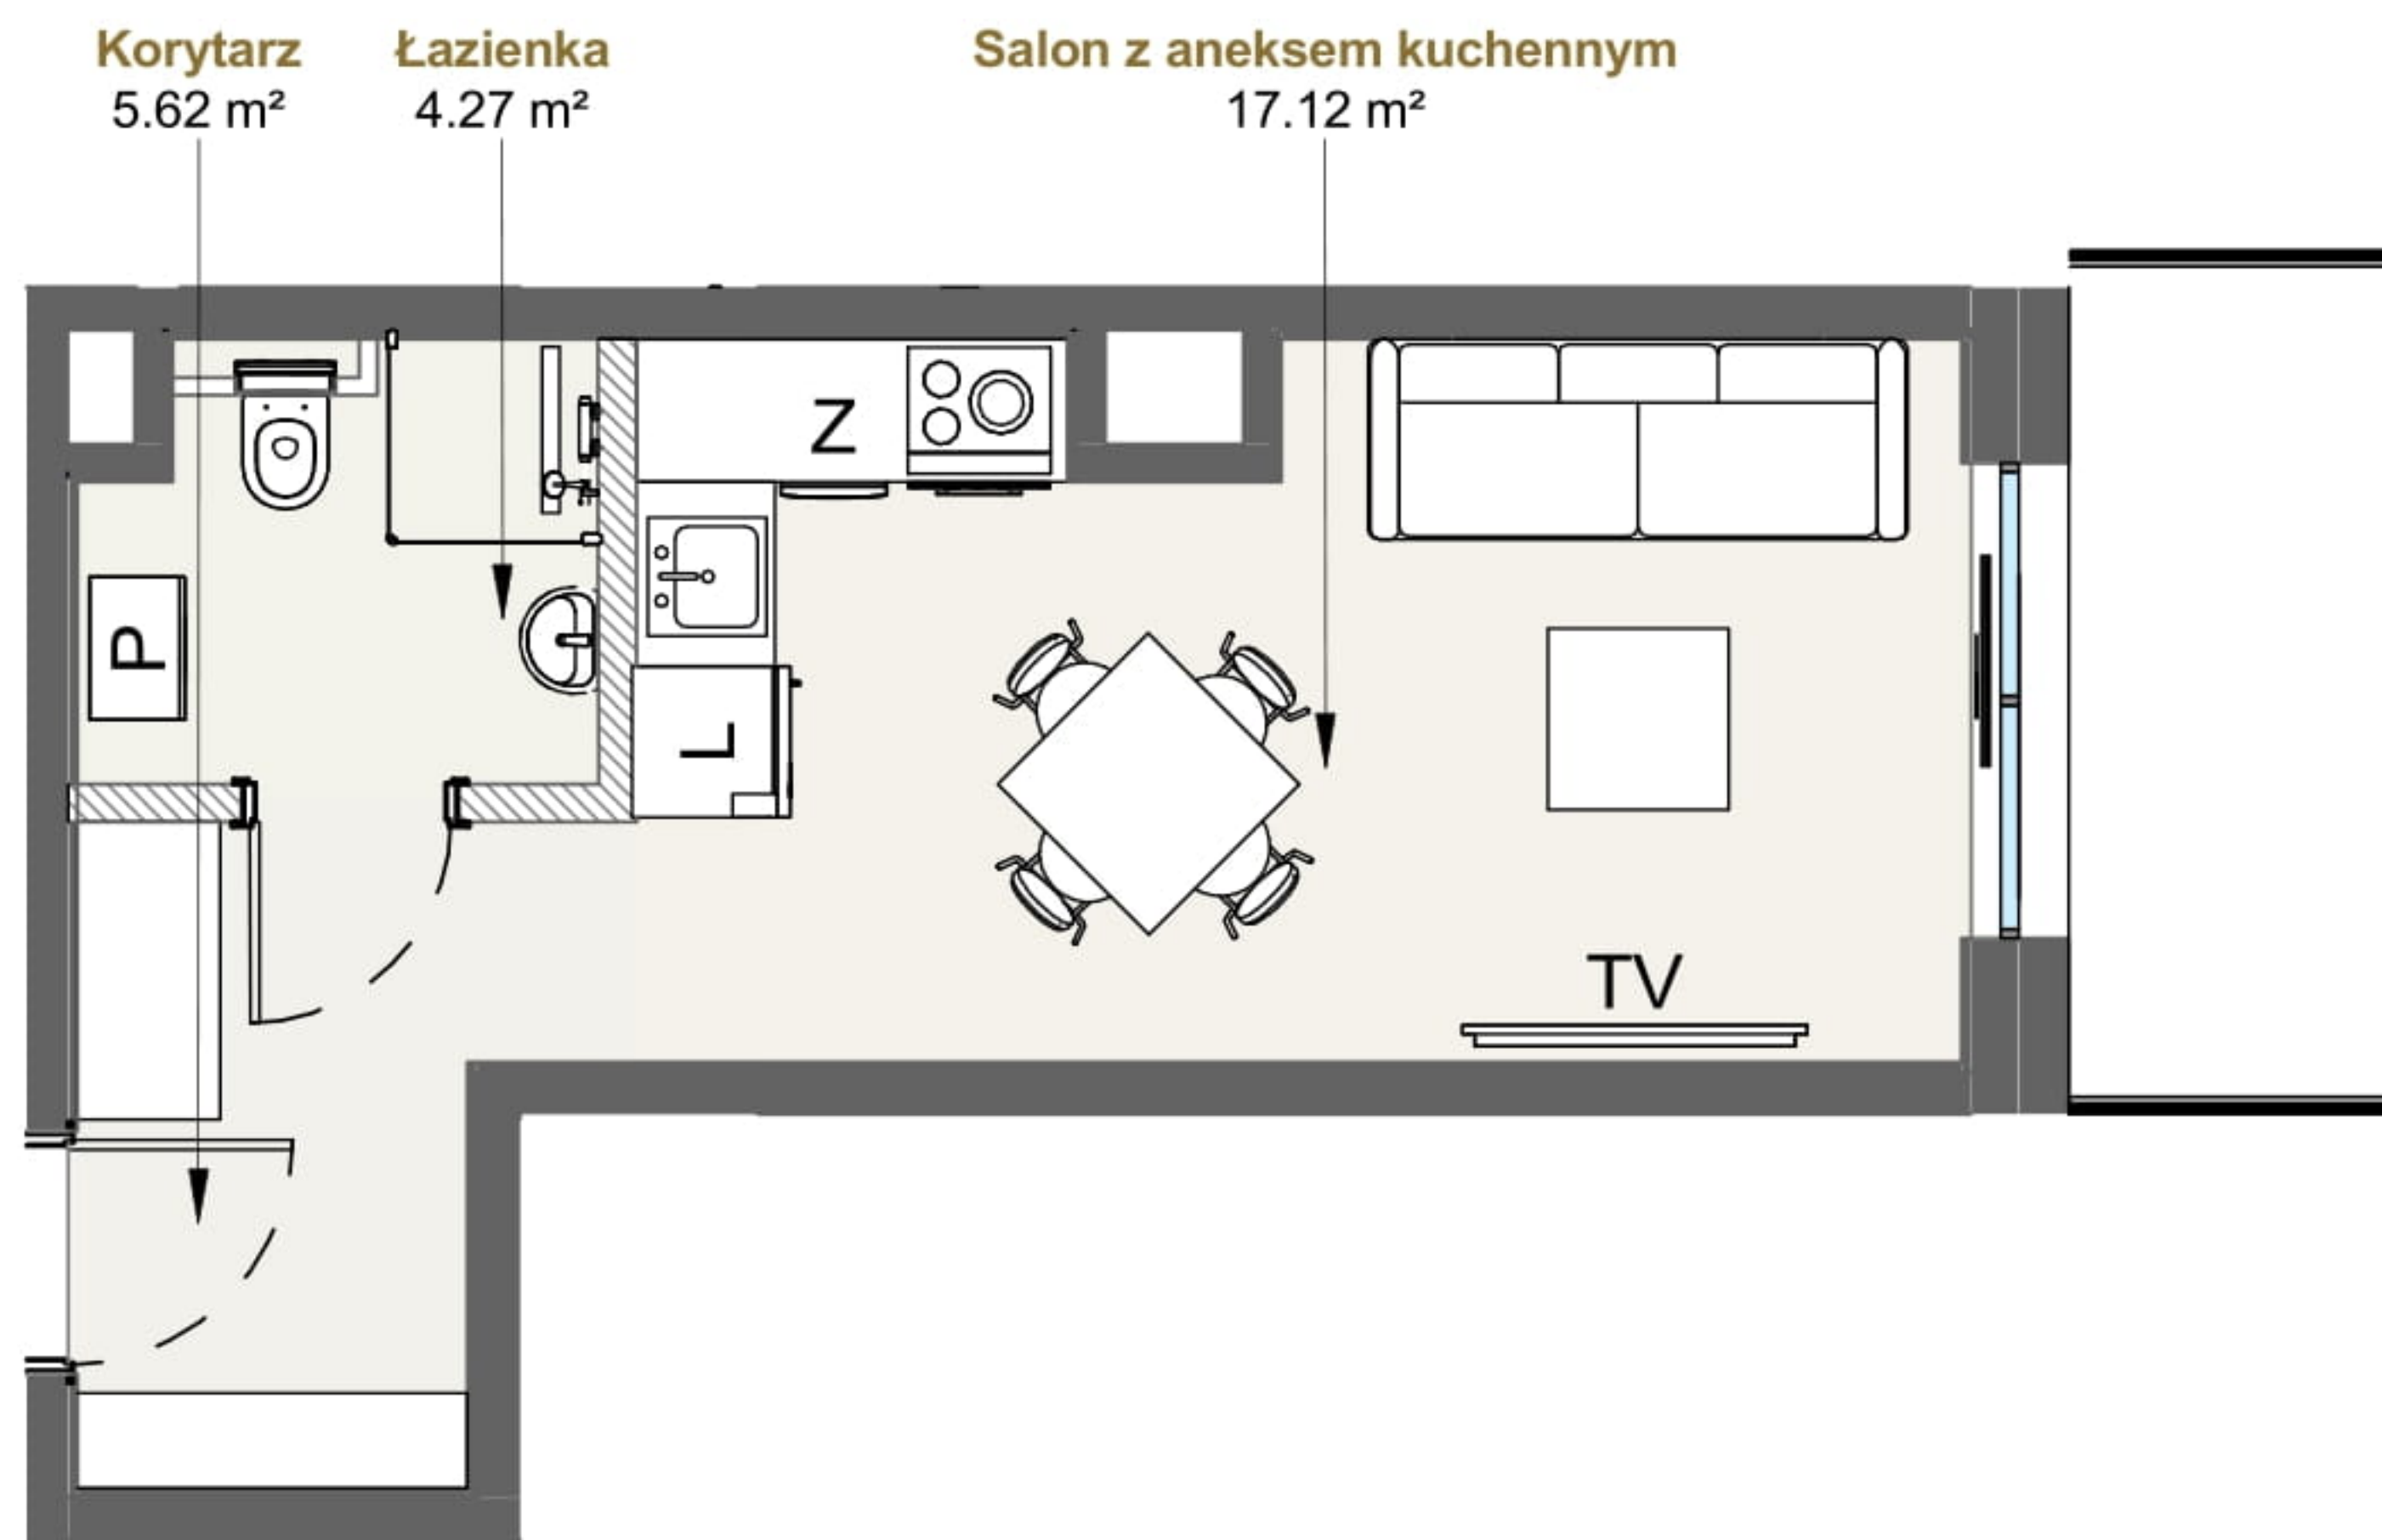 Korytarz
5.62 m²
Łazienka
4.27 m²
Salon z aneksem kuchennym
17.12 m²
Z
P
L
TV